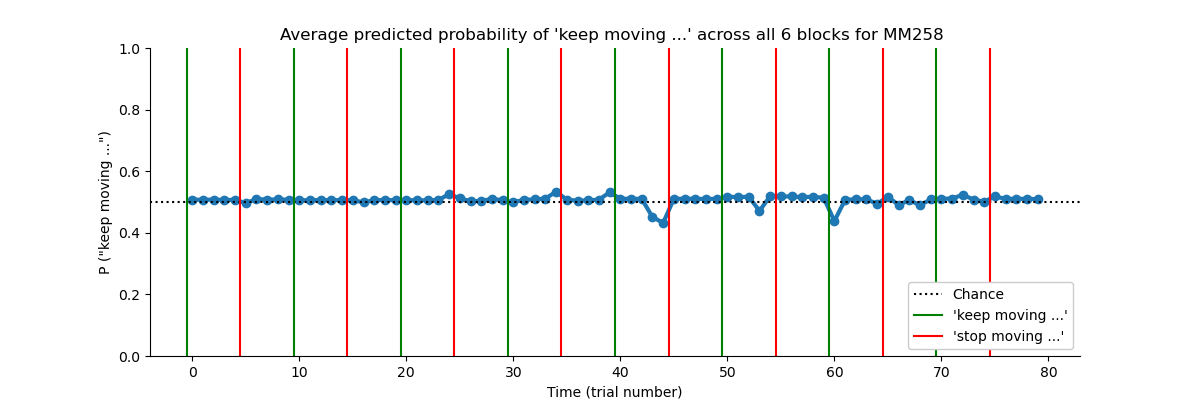 Average predicted probability of 'keep moving ...' across all 6 blocks for MM258
P ("keep moving ...")
1.0
0.8
0.6
0.4
0.2
0.0
0 10 20 30 40 50 60 70 80
Time (trial number)
Chance
'keep moving ...'
'stop moving ...'